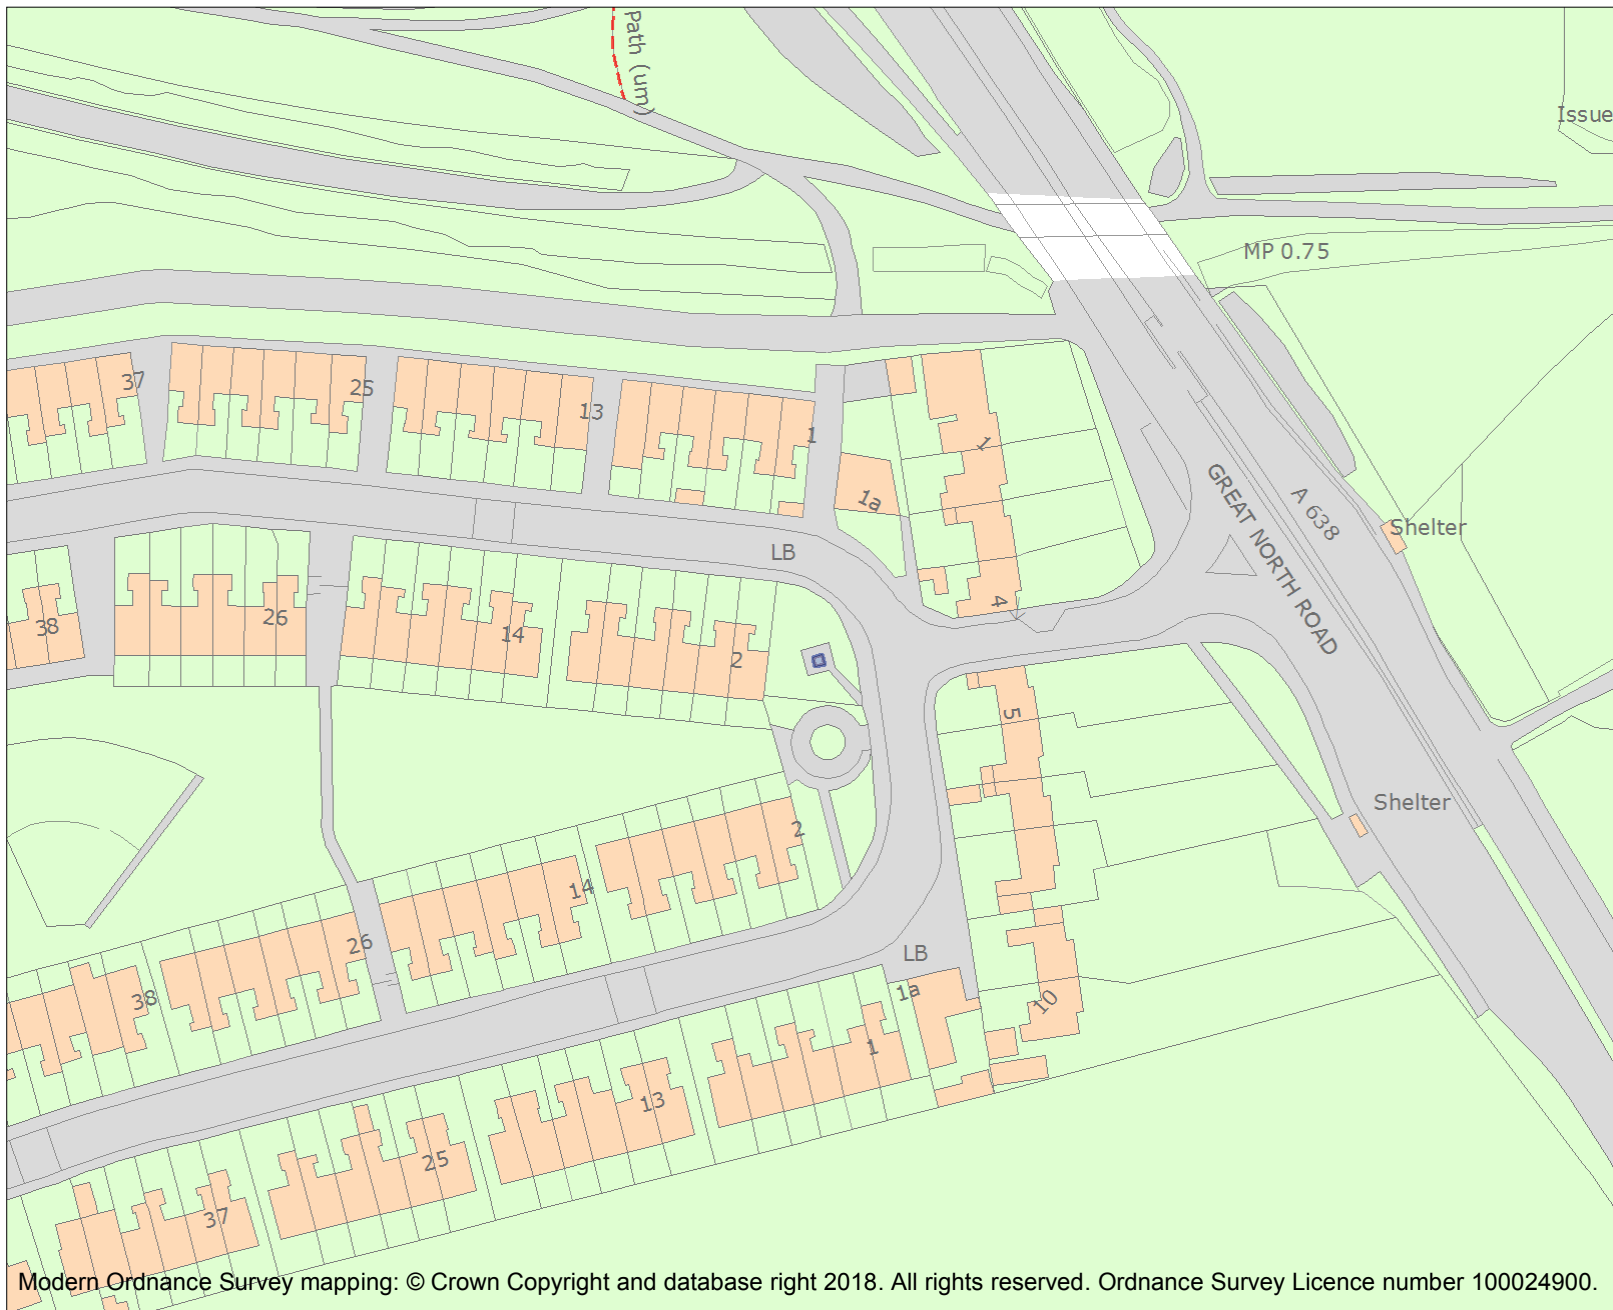 Path (um)
Issue
MP 0.75
37
25
13
1
1
1a
GREAT NORTH ROAD
A 638
Shelter
LB
38
26
14
2
4
5
Shelter
2
14
26
38
LB
1a
10
1
13
25
37
Modern Ordnance Survey mapping: © Crown Copyright and database right 2018. All rights reserved. Ordnance Survey Licence number 100024900.